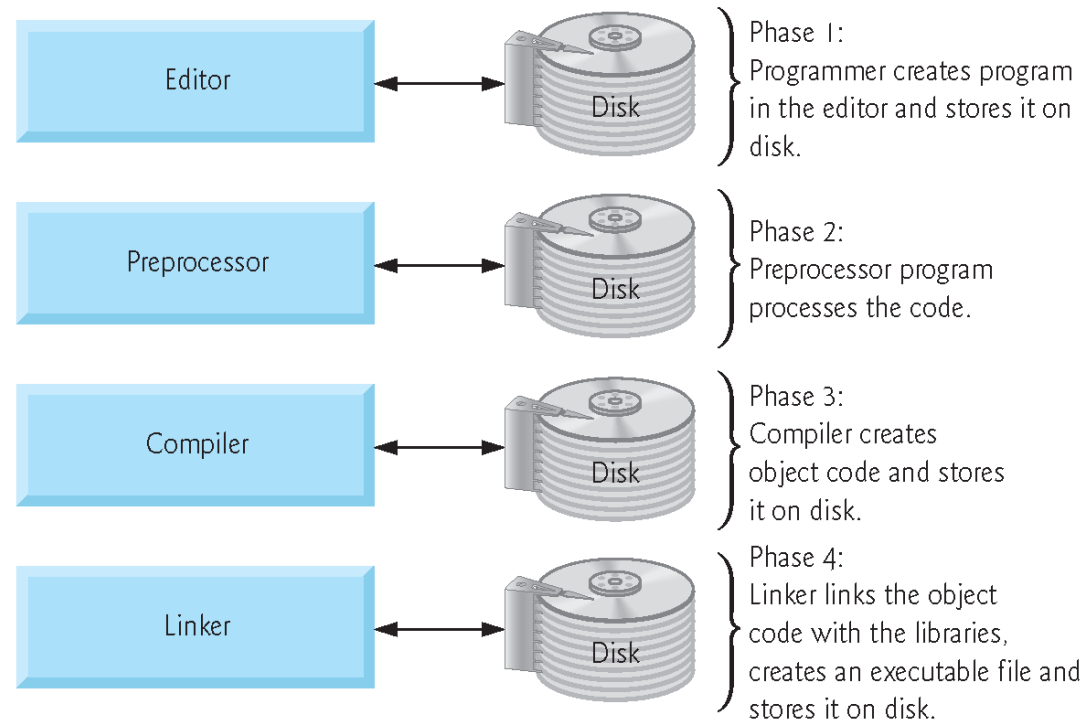 Editor
Disk
Phase 1:
Programmer creates program
in the editor and stores it on
disk.
Preprocessor
Disk
Phase 2:
Preprocessor program
processes the code.
Compiler
Disk
Phase 3:
Compiler creates
object code and stores
it on disk.
Linker
Disk
Phase 4:
Linker links the object
code with the libraries,
creates an executable file and
stores it on disk.